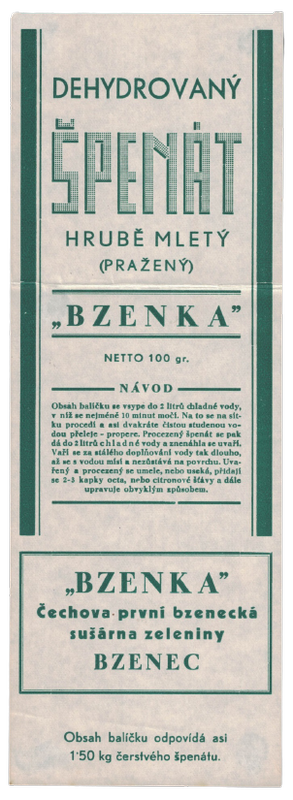 DEHYDROVANÝ
ŠPENÁT
HRUBĚ MLETÝ
(PRAŽENÝ)
„BZENKA”
NETTO 100 gr.
NÁVOD
Obsah balíčku se vsype do 2 litrů chladné vody,
v níž se nejméně 10 minut močí. Na to se na sít-
ku procedí a asi dvakráte čistou studenou vo-
dou přeleje - propere. Procezený špenát se pak
dá do 2 litrů chladné vody a znenáhla se uvaří.
Vaří se za stálého doplňování vody tak dlouho,
až se s vodou mísí a nezůstává na povrchu. Uva-
řený a procezený se umele, nebo useká, přidají
se 2-3 kapky octa, nebo citronové šťávy a dále
upravuje obvyklým způsobem.
„BZENKA”
Čechova první bzenecká
sušárna zeleniny
BZENEC
Obsah balíčku odpovídá asi
1·50 kg čerstvého špenátu.